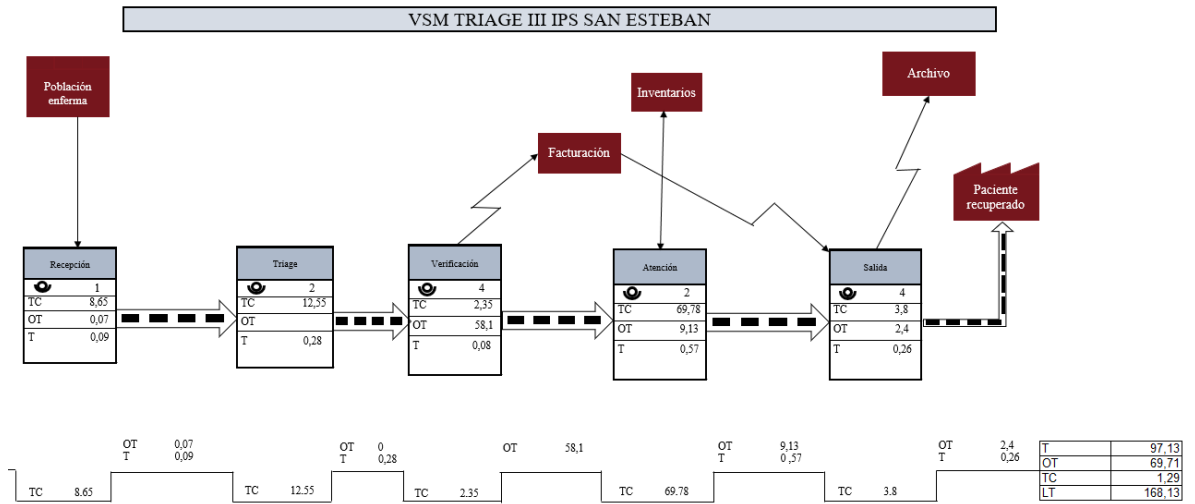 VSM TRIAGE III IPS SAN ESTEBAN
Población
enferma
Inventarios
Archivo
Facturación
Paciente
recuperado
Recepción
1
TC 8,65
OT 0,07
T 0,09
Triage
2
TC 12,55
OT
T 0,28
Verificación
4
TC 2,35
OT 58,1
T 0,08
Atención
2
TC 69,78
OT 9,13
T 0,57
Salida
4
TC 3,8
OT 2,4
T 0,26
OT 0,07
T 0,09
OT 0
T 0,28
OT 58,1
OT 9,13
T 0 ,57
OT 2,4
T 0,26
TC 8.65
TC 12.55
TC 2.35
TC 69.78
TC 3.8
T 97,13
OT 69,71
TC 1,29
LT 168,13